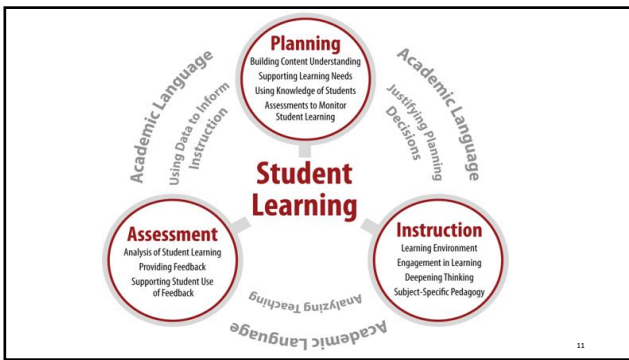 Planning
Building Content Understanding
Supporting Learning Needs
Using Knowledge of Students
Assessments to Monitor
Student Learning
Academic Language
Using Data to Inform
Instruction
Academic Language
Justifying Planning
Decisions
Student
Learning
Assessment
Analysis of Student Learning
Providing Feedback
Supporting Student Use
of Feedback
Instruction
Learning Environment
Engagement in Learning
Deepening Thinking
Subject-Specific Pedagogy
Analyzing Teaching
Academic Language
11